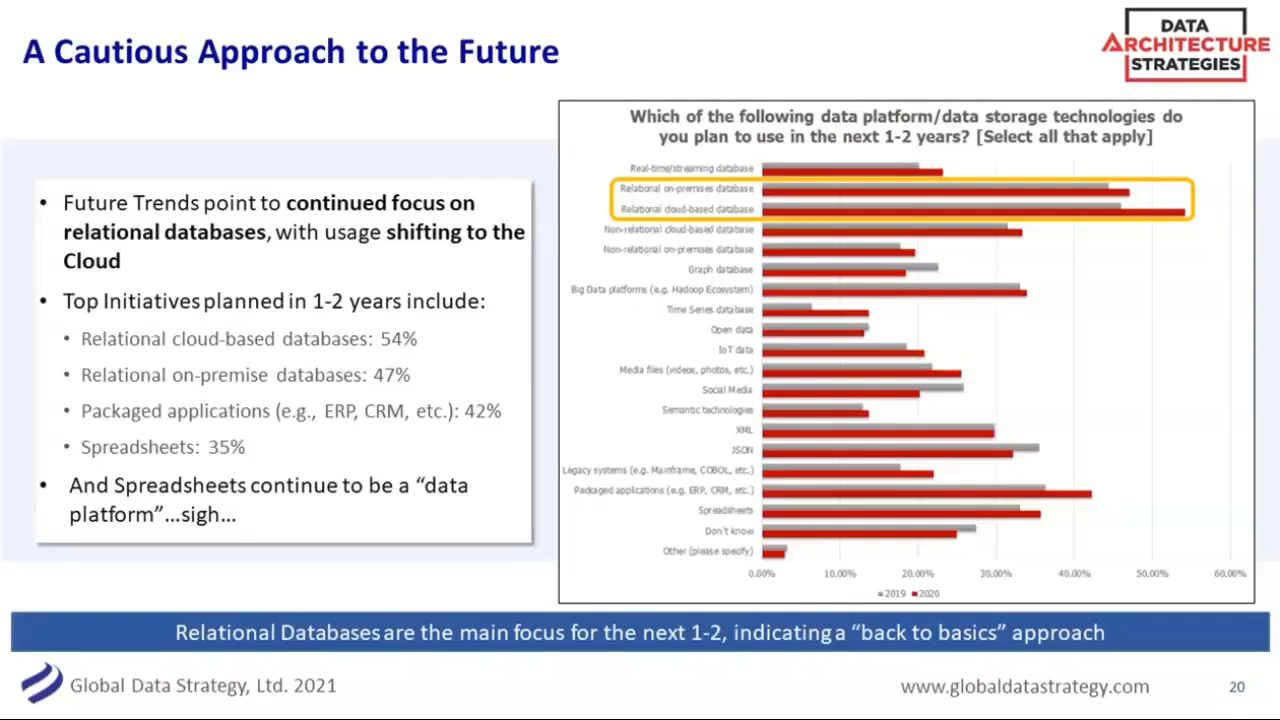 A Cautious Approach to the Future
DATA
ARCHITECTURE
STRATEGIES
• Future Trends point to continued focus on
relational databases, with usage shifting to the
Cloud
• Top Initiatives planned in 1-2 years include:
• Relational cloud-based databases: 54%
• Relational on-premise databases: 47%
• Packaged applications (e.g., ERP, CRM, etc.): 42%
• Spreadsheets: 35%
• And Spreadsheets continue to be a “data
platform”…sigh…
Which of the following data platform/data storage technologies do
you plan to use in the next 1-2 years? [Select all that apply]
Real-time/streaming database
Relational on-premises database
Relational cloud-based database
Non-relational cloud-based database
Non-relational on-premises database
Graph database
Big Data platforms (e.g. Hadoop Ecosystem)
Time Series database
Open data
IoT data
Media files (videos, photos, etc.)
Social Media
Semantic technologies
XML
JSON
Legacy systems (e.g. Mainframe, COBOL, etc.)
Packaged applications (e.g. ERP, CRM, etc.)
Spreadsheets
Don't know
Other (please specify)
0.00% 10.00% 20.00% 30.00% 40.00% 50.00% 60.00%
2019 2020
Relational Databases are the main focus for the next 1-2, indicating a “back to basics” approach
Global Data Strategy, Ltd. 2021
www.globaldatastrategy.com
20